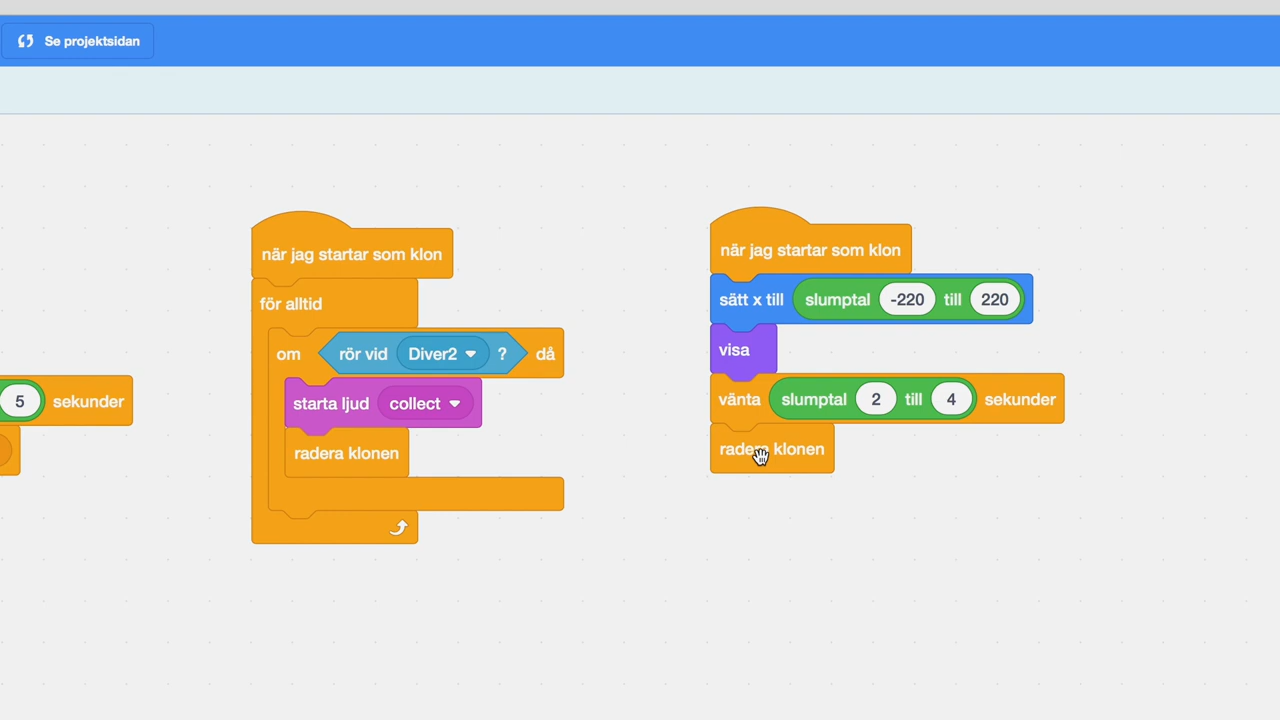 Se projektsidan
5 sekunder
när jag startar som klon
för alltid
om rör vid Diver2 ? då
starta ljud collect
radera klonen
när jag startar som klon
sätt x till slumptal -220 till 220
visa
vänta slumptal 2 till 4 sekunder
radera klonen